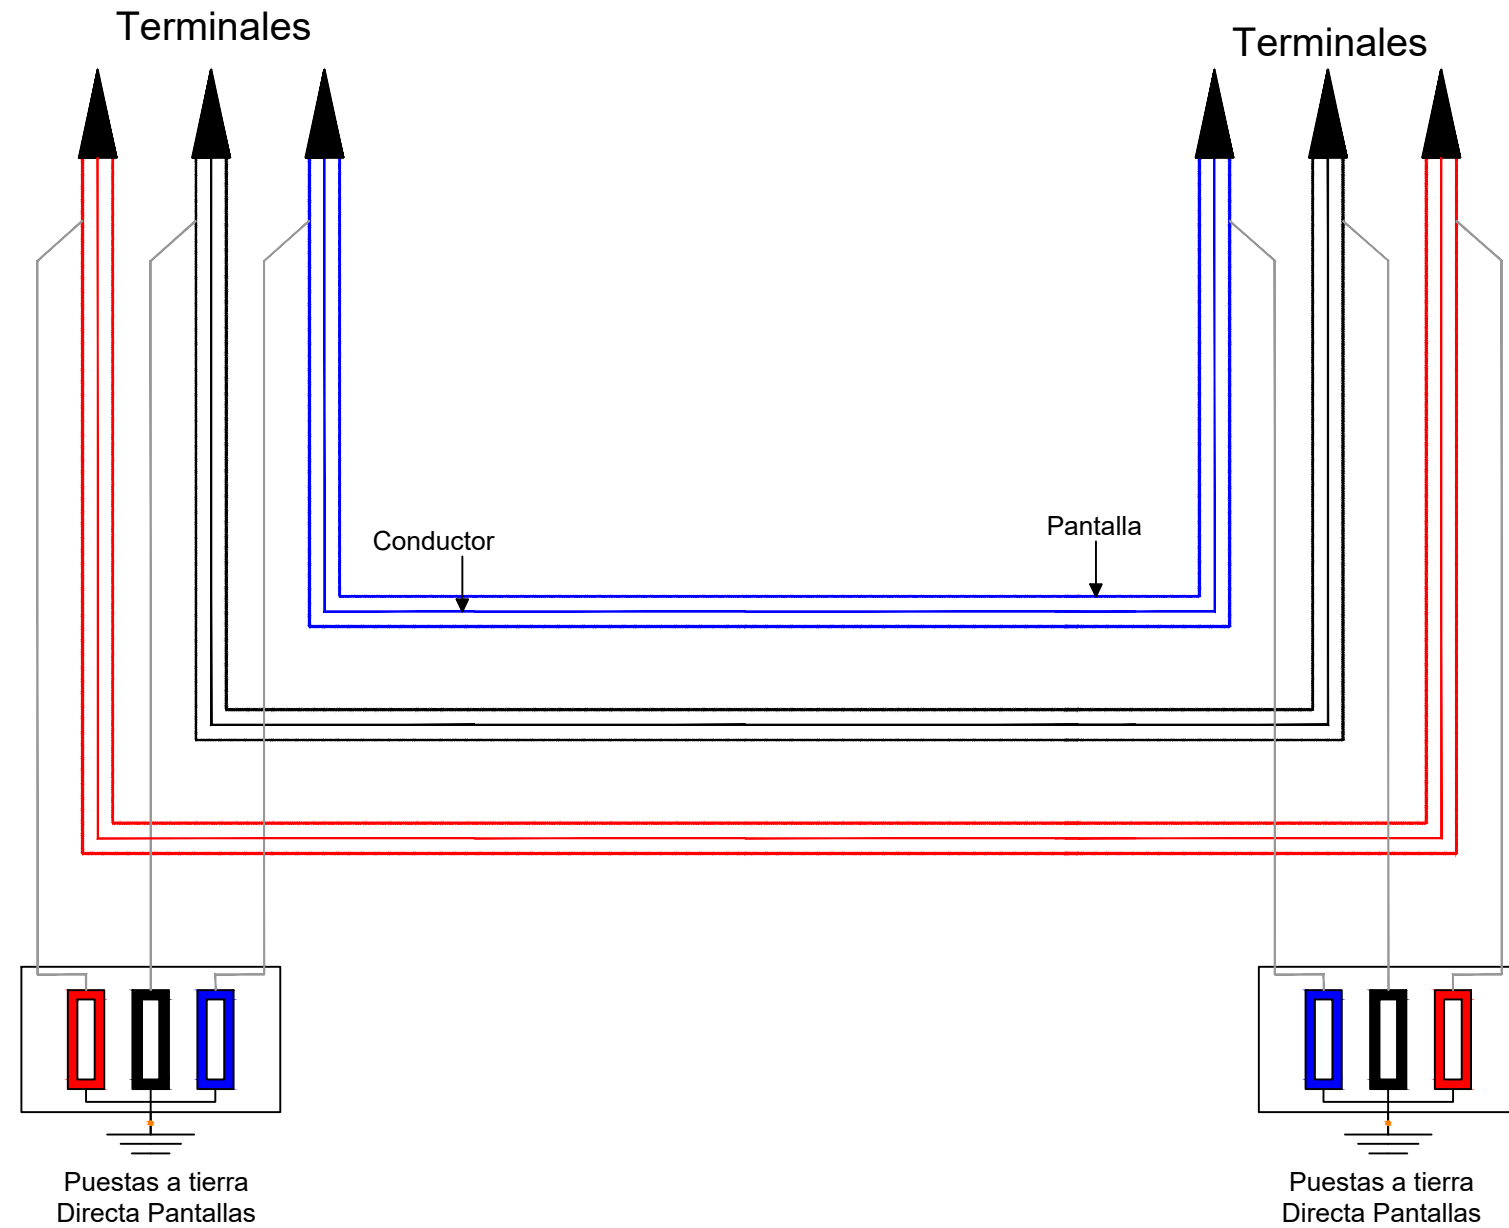 Terminales
Terminales
Conductor
Pantalla
Puestas a tierra
Directa Pantallas
Puestas a tierra
Directa Pantallas